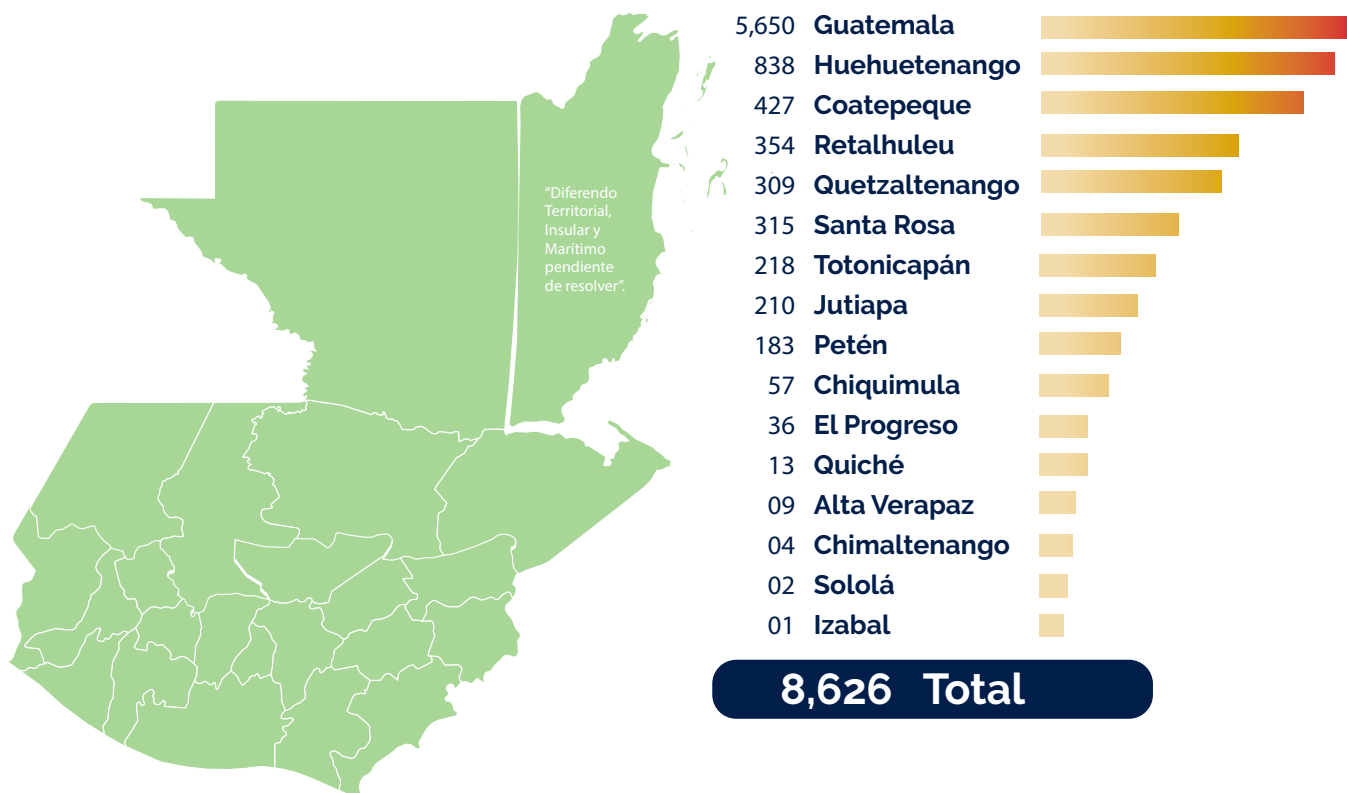 5,650 Guatemala
838 Huehuetenango
427 Coatepeque
354 Retalhuleu
309 Quetzaltenango
315 Santa Rosa
218 Totonicapán
210 Jutiapa
183 Petén
57 Chiquimula
36 El Progreso
13 Quiché
09 Alta Verapaz
04 Chimaltenango
02 Sololá
01 Izabal
8,626 Total
"Diferendo
Territorial,
Insular y
Marítimo
pendiente
de resolver".